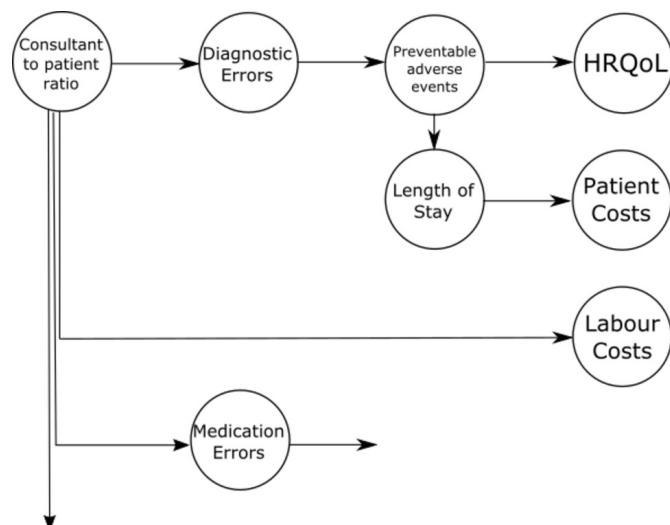 Consultant
to patient
ratio
Diagnostic
Errors
Preventable
adverse
events
HRQoL
Length of
Stay
Patient
Costs
Labour
Costs
Medication
Errors